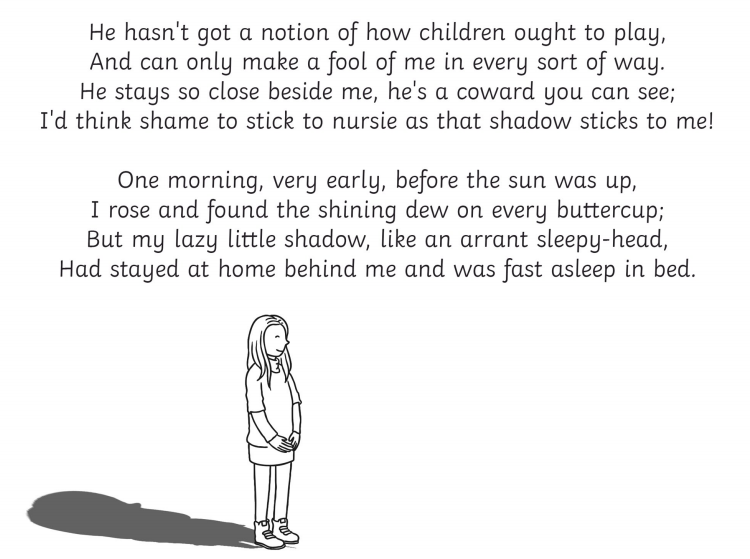 He hasn't got a notion of how children ought to play,
And can only make a fool of me in every sort of way.
He stays so close beside me, he's a coward you can see;
I'd think shame to stick to nursie as that shadow sticks to me!
One morning, very early, before the sun was up,
I rose and found the shining dew on every buttercup;
But my lazy little shadow, like an arrant sleepy-head,
Had stayed at home behind me and was fast asleep in bed.